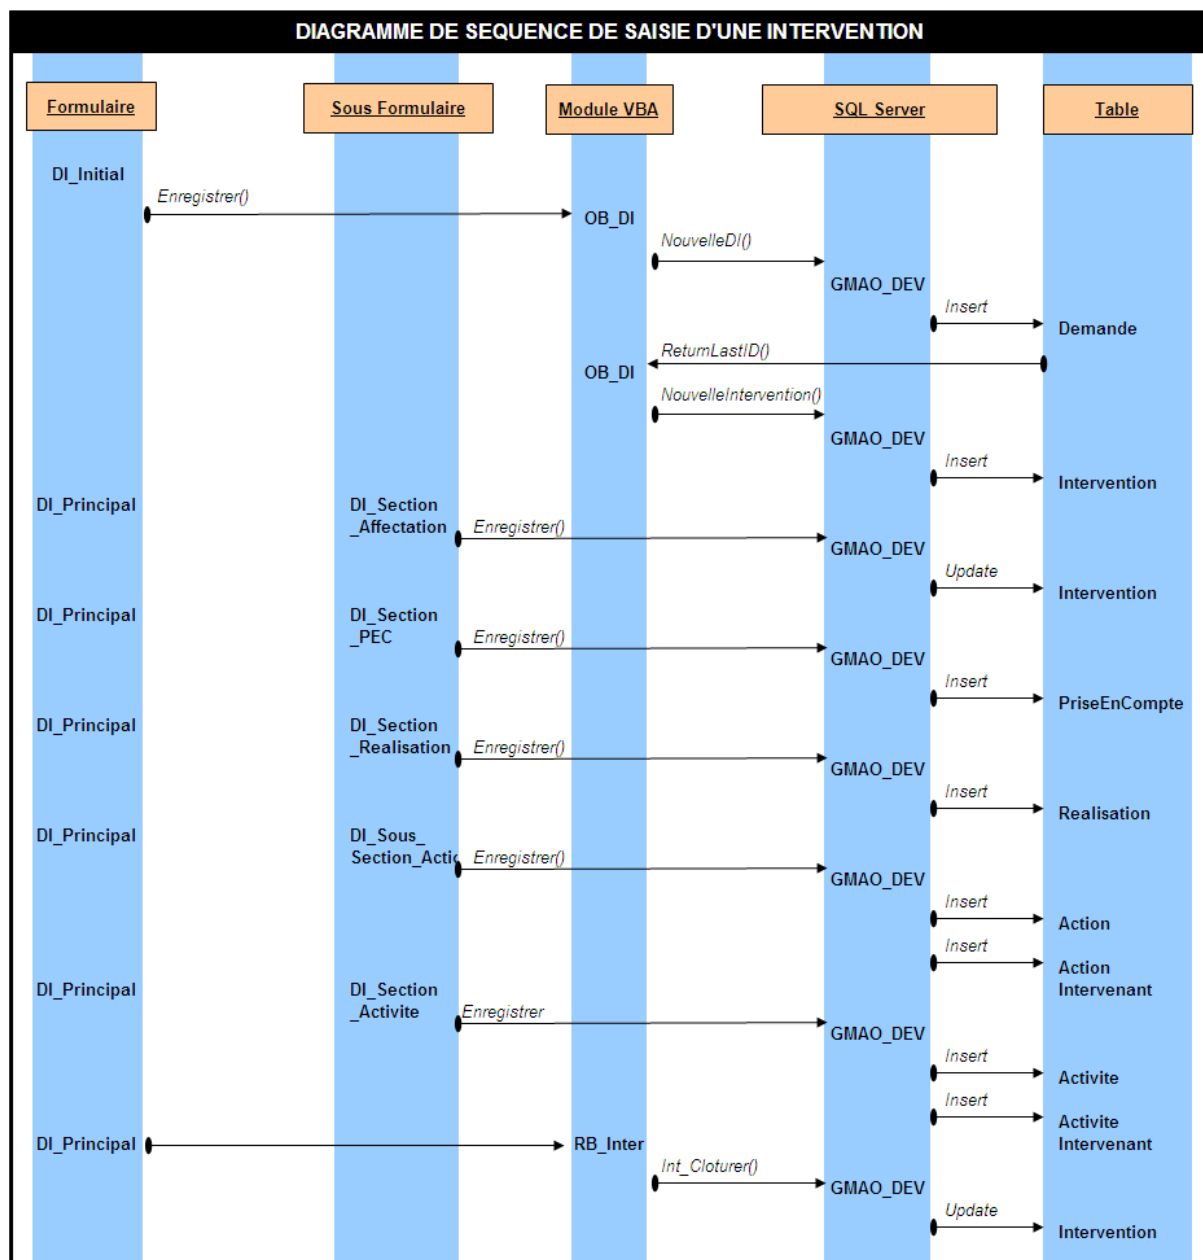 DIAGRAMME DE SEQUENCE DE SAISIE D'UNE INTERVENTION
Formulaire
Sous Formulaire
Module VBA
SQL Server
Table
DI_Initial
Enregistrer()
OB_DI
NouvelleDI()
GMAO_DEV
Insert
Demande
ReturnLastID()
OB_DI
NouvelleIntervention()
GMAO_DEV
Insert
Intervention
DI_Principal
DI_Section
_Affectation
Enregistrer()
GMAO_DEV
Update
Intervention
DI_Principal
DI_Section
_PEC
Enregistrer()
GMAO_DEV
Insert
PriseEnCompte
DI_Principal
DI_Section
_Realisation
Enregistrer()
GMAO_DEV
Insert
Realisation
DI_Principal
DI_Sous_
Section_Actio
Enregistrer()
GMAO_DEV
Insert
Action
Insert
Action
Intervenant
DI_Principal
DI_Section
_Activite
Enregistrer
GMAO_DEV
Insert
Activite
Insert
Activite
Intervenant
DI_Principal
RB_Inter
Int_Cloturer()
GMAO_DEV
Update
Intervention